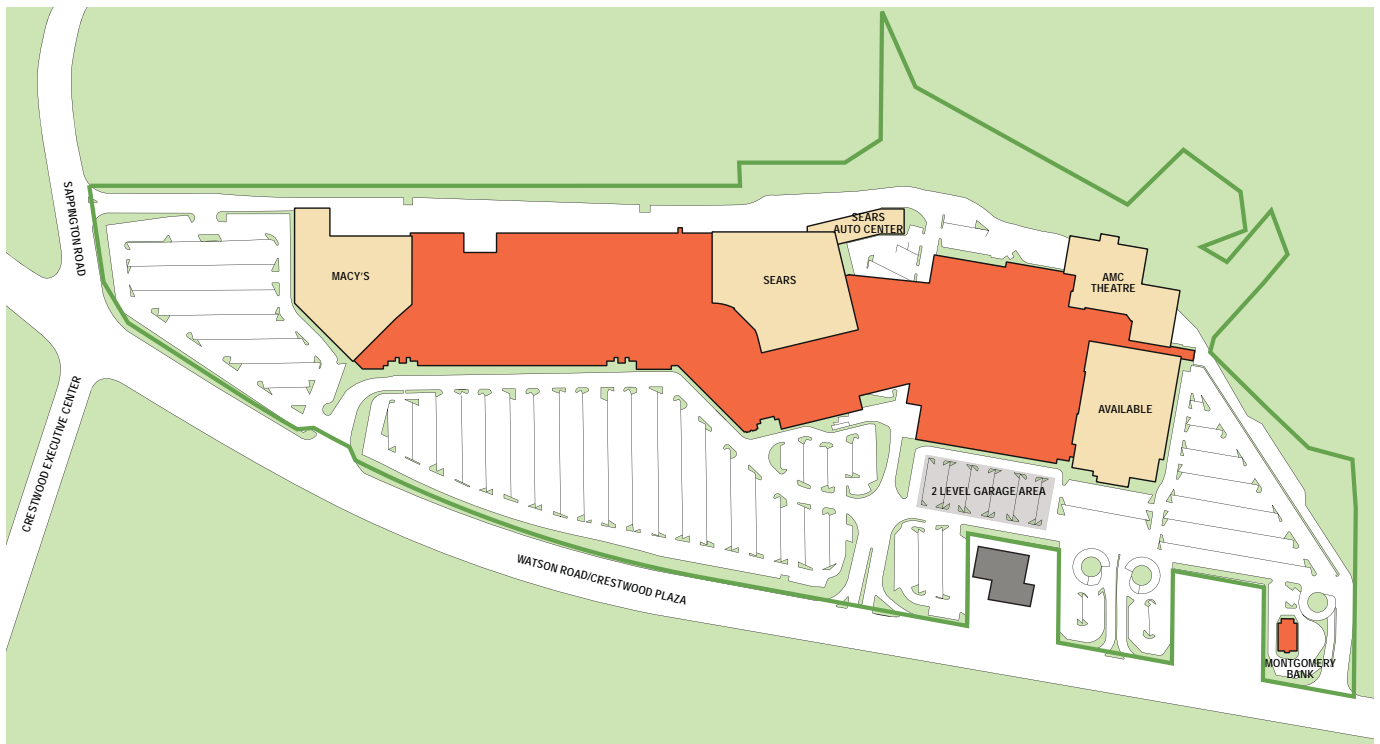 SAPPINGTON ROAD
SEARS
AUTO CENTER
MACY'S
SEARS
AMC
THEATRE
AVAILABLE
CRESTWOOD EXECUTIVE CENTER
2 LEVEL GARAGE AREA
WATSON ROAD/CRESTWOOD PLAZA
MONTGOMERY
BANK